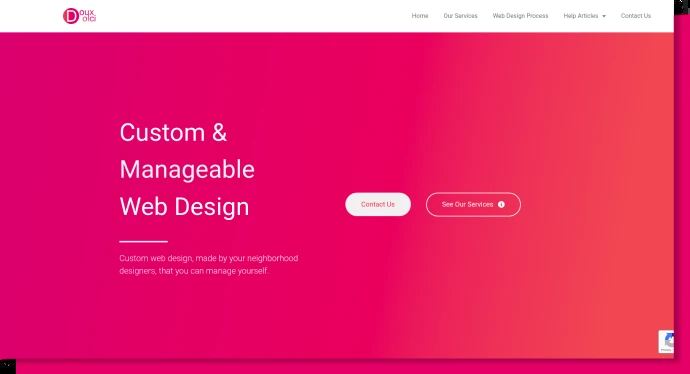 Doux
Dolci
Home
Our Services
Web Design Process
Help Articles
Contact Us
Custom &
Manageable
Web Design
Contact Us
See Our Services
Custom web design, made by your neighborhood
designers, that you can manage yourself.